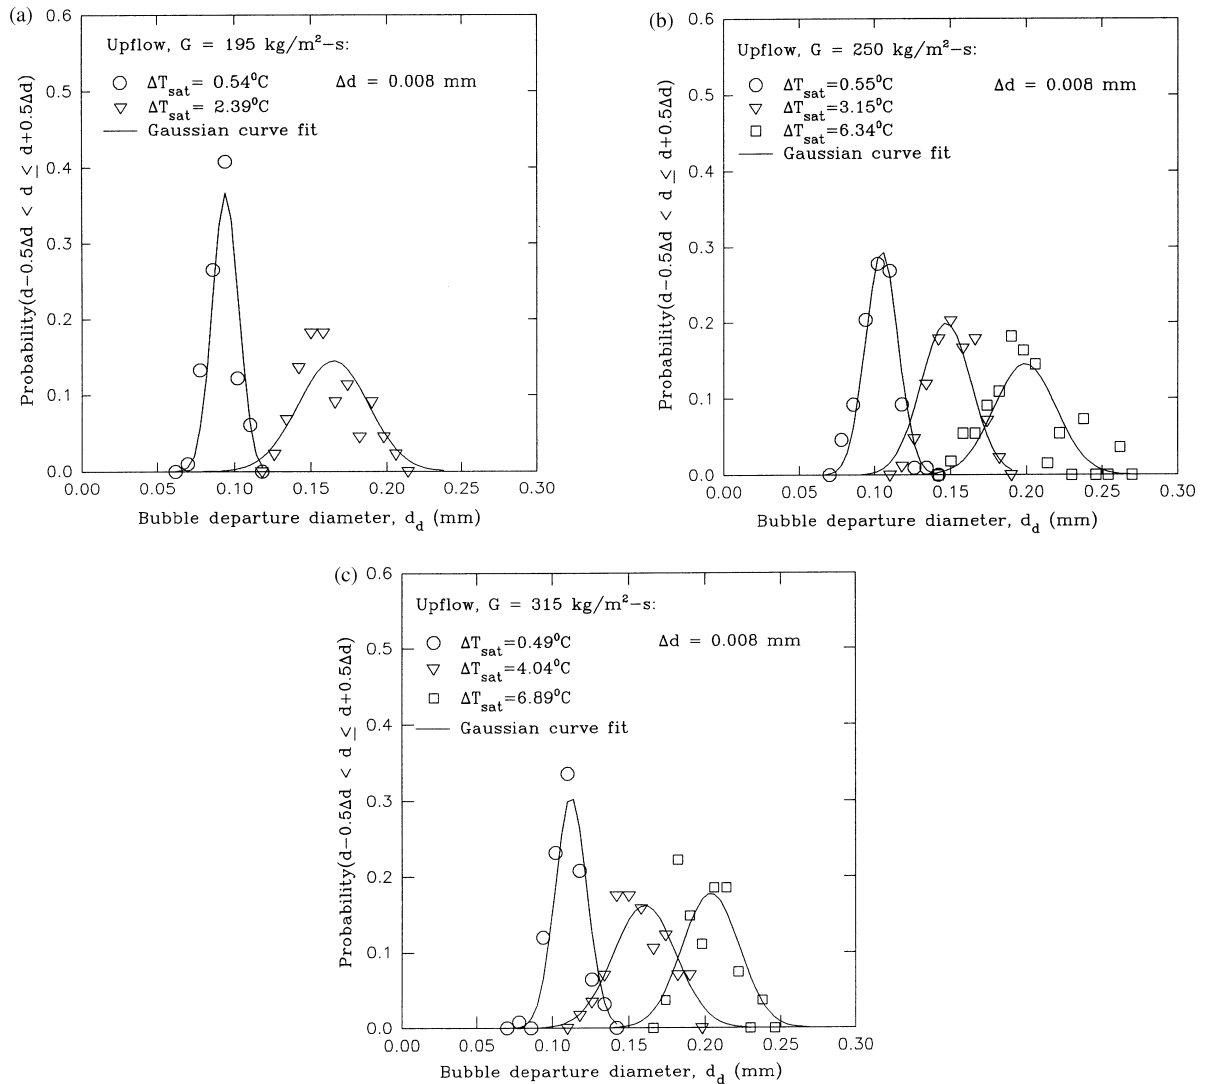 (a)
Upflow, G = 195 kg/m²-s:
ΔTsat= 0.54⁰C Δd = 0.008 mm
ΔTsat= 2.39⁰C
Gaussian curve fit
Probability(d-0.5Δd < d ≤ d+0.5Δd)
0.6
0.5
0.4
0.3
0.2
0.1
0.0
0.00 0.05 0.10 0.15 0.20 0.25 0.30
Bubble departure diameter, dd (mm)
(b)
Upflow, G = 250 kg/m²-s:
ΔTsat=0.55⁰C Δd = 0.008 mm
ΔTsat=3.15⁰C
ΔTsat=6.34⁰C
Gaussian curve fit
Probability(d-0.5Δd < d ≤ d+0.5Δd)
0.6
0.5
0.4
0.3
0.2
0.1
0.0
0.00 0.05 0.10 0.15 0.20 0.25 0.30
Bubble departure diameter, dd (mm)
(c)
Upflow, G = 315 kg/m²-s:
ΔTsat=0.49⁰C Δd = 0.008 mm
ΔTsat=4.04⁰C
ΔTsat=6.89⁰C
Gaussian curve fit
Probability(d-0.5Δd < d ≤ d+0.5Δd)
0.6
0.5
0.4
0.3
0.2
0.1
0.0
0.00 0.05 0.10 0.15 0.20 0.25 0.30
Bubble departure diameter, dd (mm)